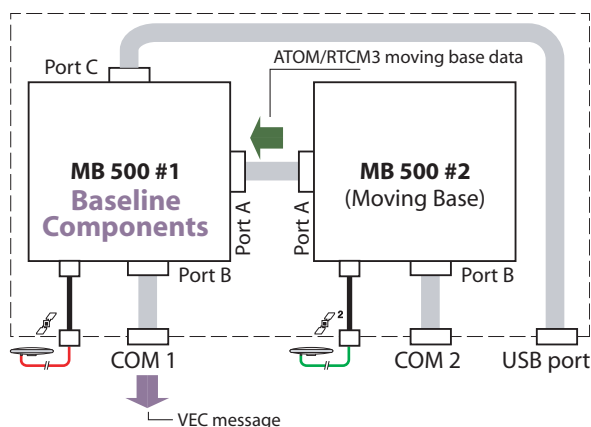 ATOM/RTCM3 moving base data
Port C
MB 500 #1
Baseline
Components
Port A
Port A
MB 500 #2
(Moving Base)
Port B
Port B
2
COM 1
COM 2
USB port
VEC message